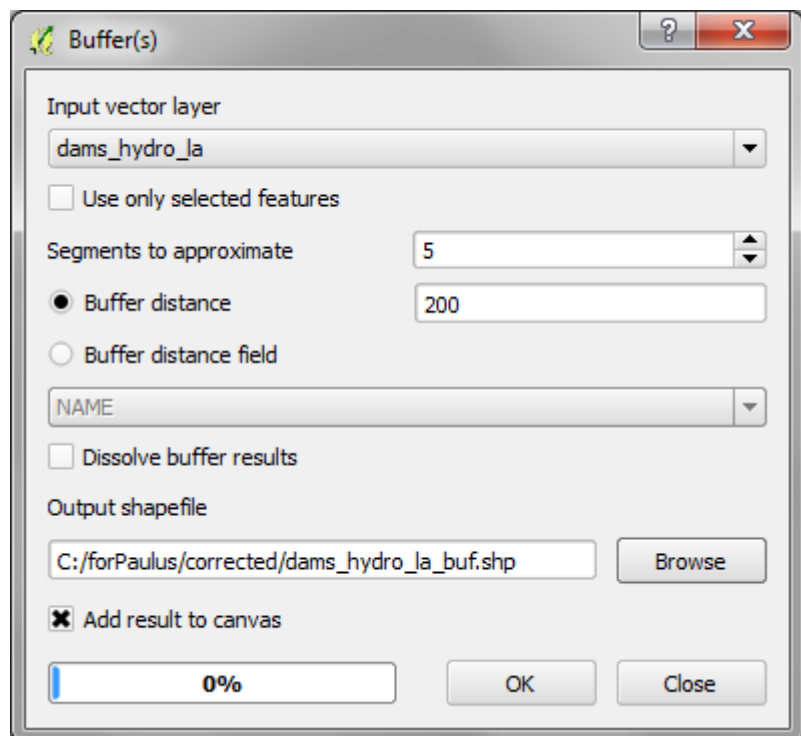 Buffer(s)
Input vector layer
dams_hydro_la
Use only selected features
Segments to approximate 5
Buffer distance 200
Buffer distance field
NAME
Dissolve buffer results
Output shapefile
C:/forPaulus/corrected/dams_hydro_la_buf.shp Browse
Add result to canvas
0% OK Close